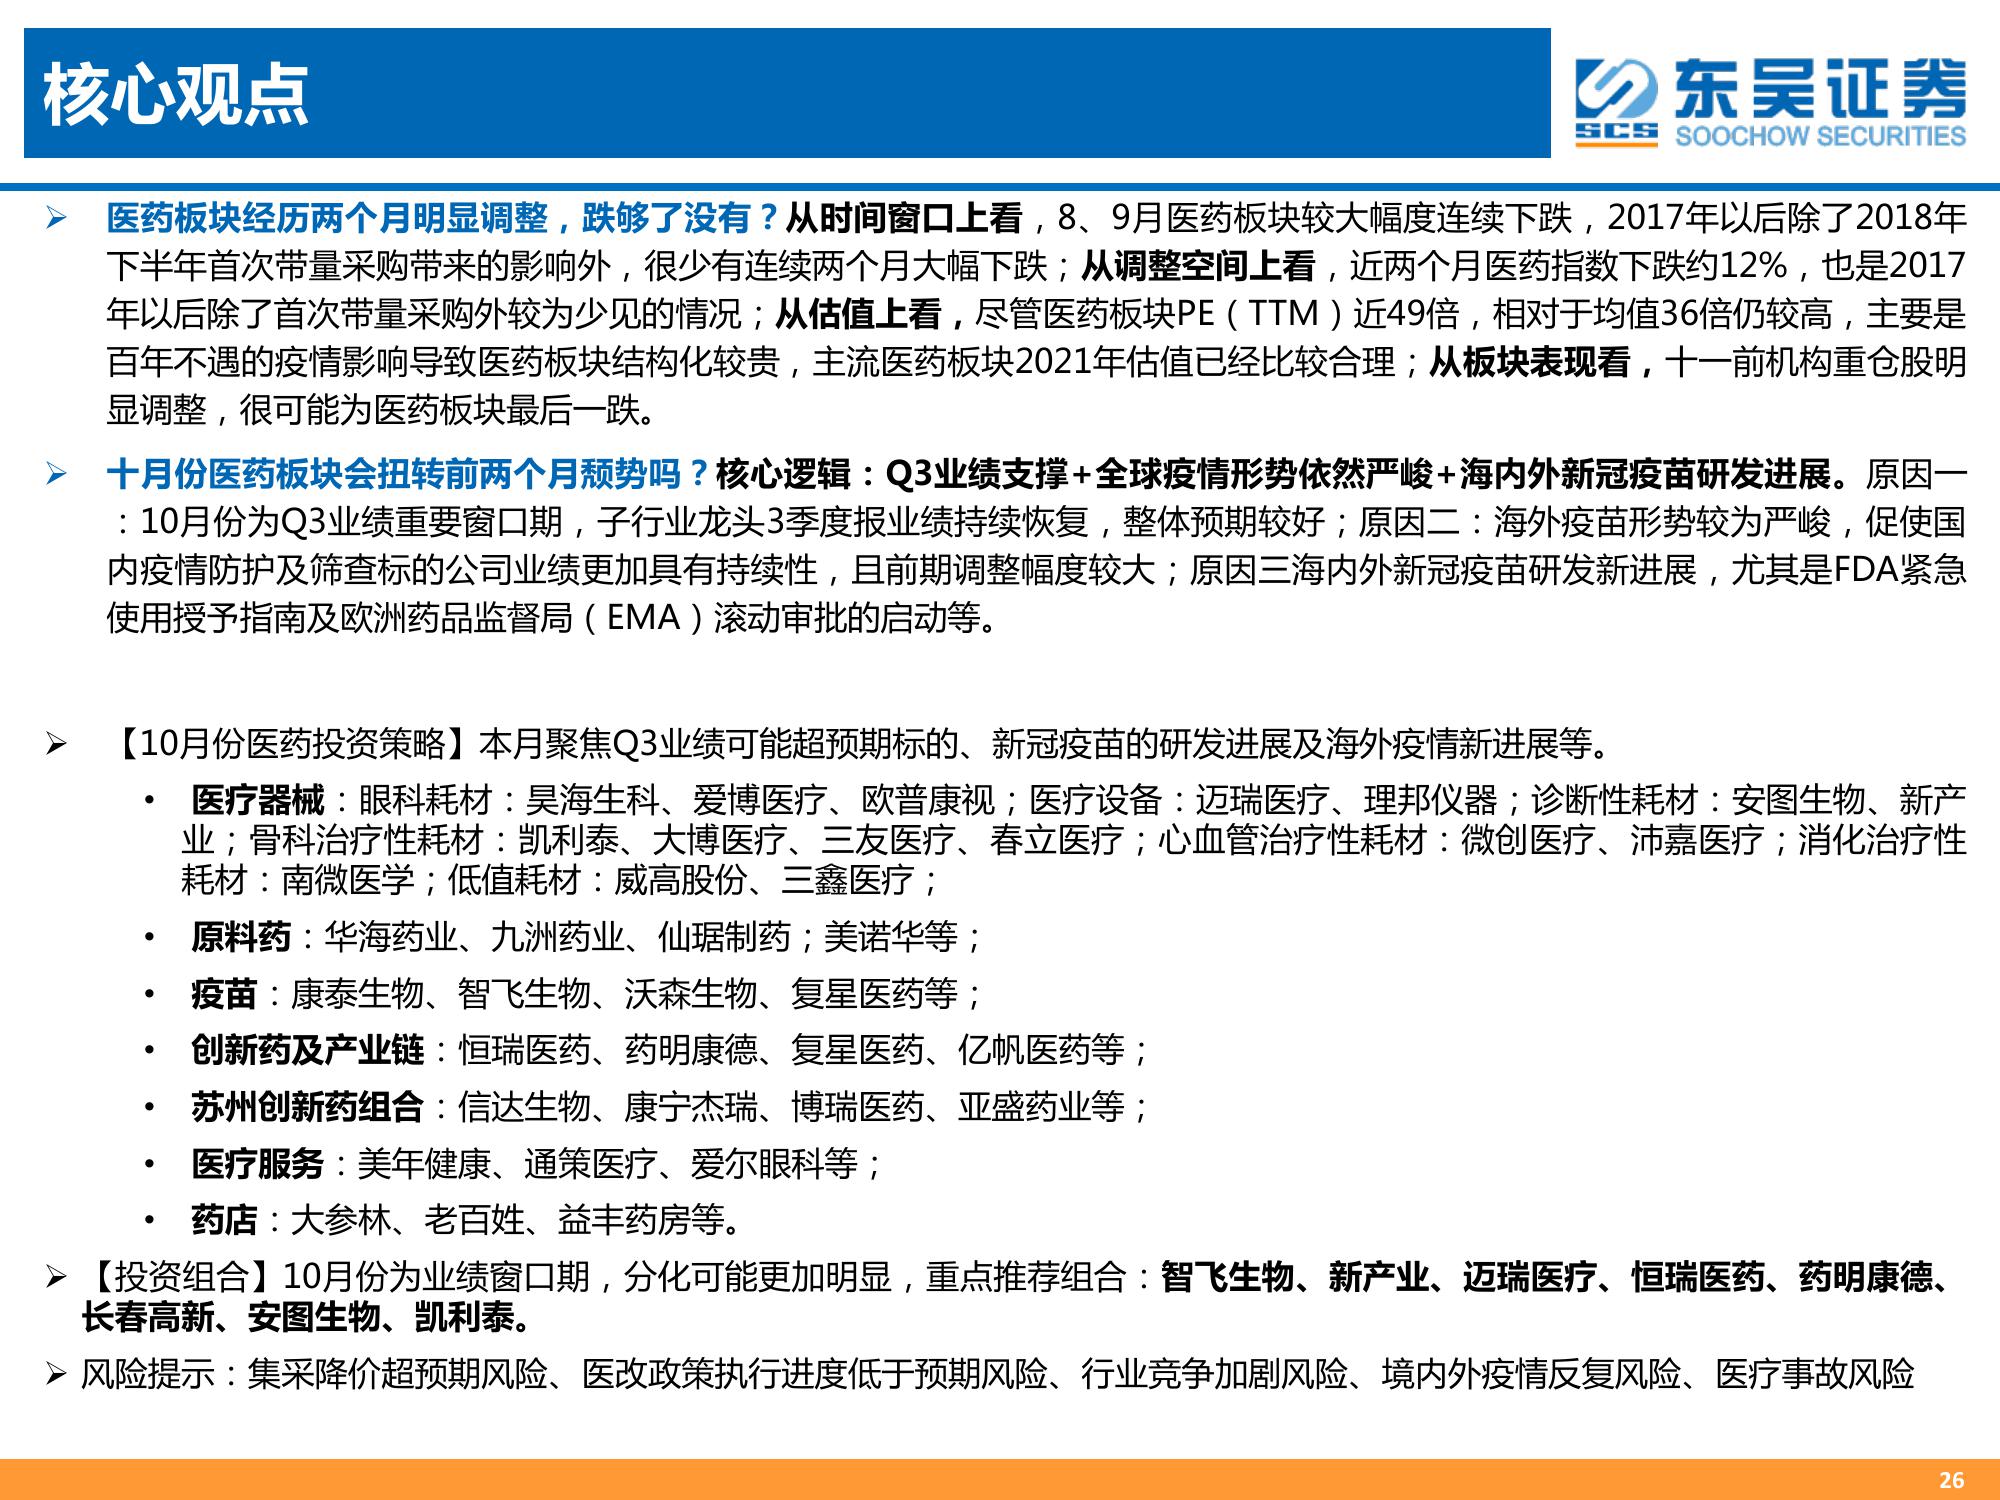 核心观点
东吴证券
SCS
SOOCHOW SECURITIES
➢ 医药板块经历两个月明显调整，跌够了没有？从时间窗口上看，8、9月医药板块较大幅度连续下跌，2017年以后除了2018年
下半年首次带量采购带来的影响外，很少有连续两个月大幅下跌；从调整空间上看，近两个月医药指数下跌约12%，也是2017
年以后除了首次带量采购外较为少见的情况；从估值上看，尽管医药板块PE（TTM）近49倍，相对于均值36倍仍较高，主要是
百年不遇的疫情影响导致医药板块结构化较贵，主流医药板块2021年估值已经比较合理；从板块表现看，十一前机构重仓股明
显调整，很可能为医药板块最后一跌。
➢ 十月份医药板块会扭转前两个月颓势吗？核心逻辑：Q3业绩支撑+全球疫情形势依然严峻+海内外新冠疫苗研发进展。原因一
：10月份为Q3业绩重要窗口期，子行业龙头3季度报业绩持续恢复，整体预期较好；原因二：海外疫苗形势较为严峻，促使国
内疫情防护及筛查标的公司业绩更加具有持续性，且前期调整幅度较大；原因三海内外新冠疫苗研发新进展，尤其是FDA紧急
使用授予指南及欧洲药品监督局（EMA）滚动审批的启动等。
➢ 【10月份医药投资策略】本月聚焦Q3业绩可能超预期标的、新冠疫苗的研发进展及海外疫情新进展等。
• 医疗器械：眼科耗材：昊海生科、爱博医疗、欧普康视；医疗设备：迈瑞医疗、理邦仪器；诊断性耗材：安图生物、新产
业；骨科治疗性耗材：凯利泰、大博医疗、三友医疗、春立医疗；心血管治疗性耗材：微创医疗、沛嘉医疗；消化治疗性
耗材：南微医学；低值耗材：威高股份、三鑫医疗；
• 原料药：华海药业、九洲药业、仙琚制药；美诺华等；
• 疫苗：康泰生物、智飞生物、沃森生物、复星医药等；
• 创新药及产业链：恒瑞医药、药明康德、复星医药、亿帆医药等；
• 苏州创新药组合：信达生物、康宁杰瑞、博瑞医药、亚盛药业等；
• 医疗服务：美年健康、通策医疗、爱尔眼科等；
• 药店：大参林、老百姓、益丰药房等。
➢ 【投资组合】10月份为业绩窗口期，分化可能更加明显，重点推荐组合：智飞生物、新产业、迈瑞医疗、恒瑞医药、药明康德、
长春高新、安图生物、凯利泰。
➢ 风险提示：集采降价超预期风险、医改政策执行进度低于预期风险、行业竞争加剧风险、境内外疫情反复风险、医疗事故风险
26